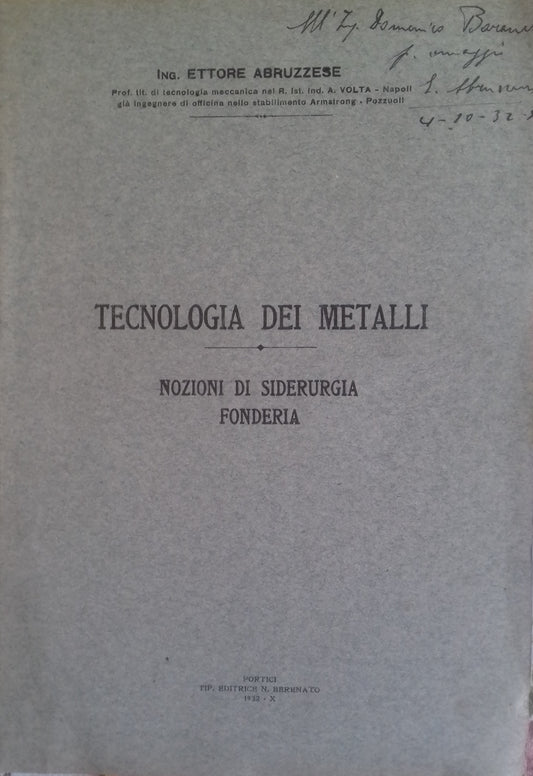 All' Ing. Domenico
p. omaggio
E. Abruzzese
4-10-32-X
ING. ETTORE ABRUZZESE
Prof. tit. di tecnologia meccanica nel R. Ist. Ind. A. VOLTA - Napoli
già ingegnere di officina nello stabilimento Armstrong - Pozzuoli
TECNOLOGIA DEI METALLI
NOZIONI DI SIDERURGIA
FONDERIA
PORTICI
TIP. EDITRICE N. BERENATO
1932 - X